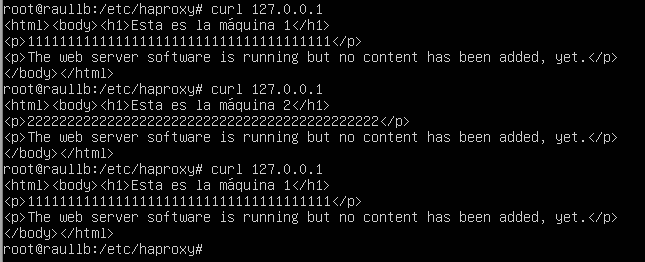 root@raullb:/etc/haproxy# curl 127.0.0.1
<html><body><h1>Esta es la máquina 1</h1>
<p>11111111111111111111111111111111111111</p>
<p>The web server software is running but no content has been added, yet.</p>
</body></html>
root@raullb:/etc/haproxy# curl 127.0.0.1
<html><body><h1>Esta es la máquina 2</h1>
<p>22222222222222222222222222222222222222222222</p>
<p>The web server software is running but no content has been added, yet.</p>
</body></html>
root@raullb:/etc/haproxy# curl 127.0.0.1
<html><body><h1>Esta es la máquina 1</h1>
<p>11111111111111111111111111111111111111</p>
<p>The web server software is running but no content has been added, yet.</p>
</body></html>
root@raullb:/etc/haproxy#